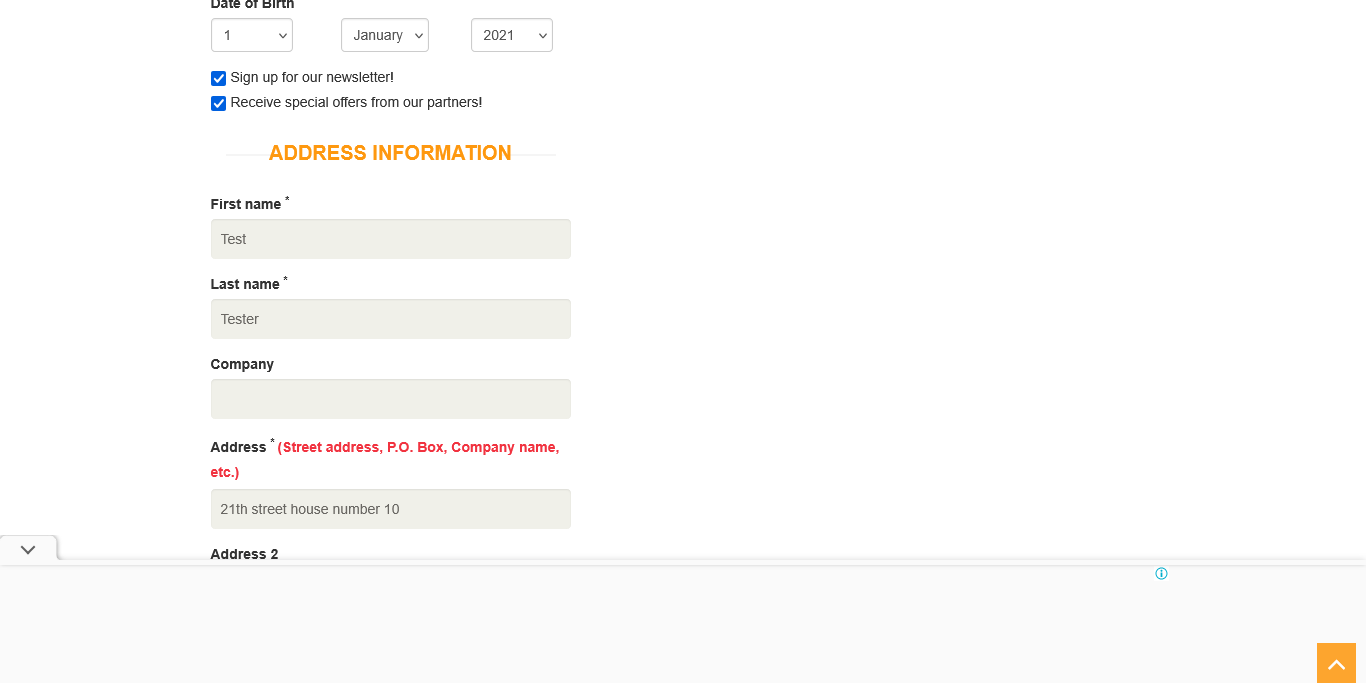 Date of Birth
1 January 2021
Sign up for our newsletter!
Receive special offers from our partners!
ADDRESS INFORMATION
First name *
Test
Last name *
Tester
Company
Address * (Street address, P.O. Box, Company name,
etc.)
21th street house number 10
Address 2